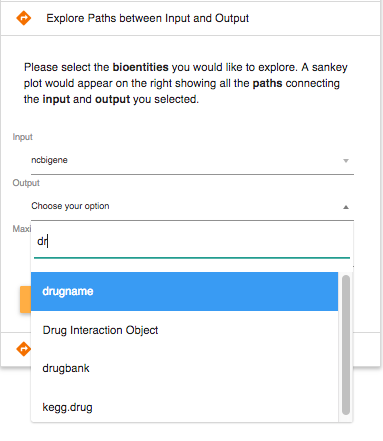 Explore Paths between Input and Output
Please select the bioentities you would like to explore. A sankey
plot would appear on the right showing all the paths connecting
the input and output you selected.
Input
ncbigene
Output
Choose your option
Maxi
dr
drugname
Drug Interaction Object
drugbank
kegg.drug